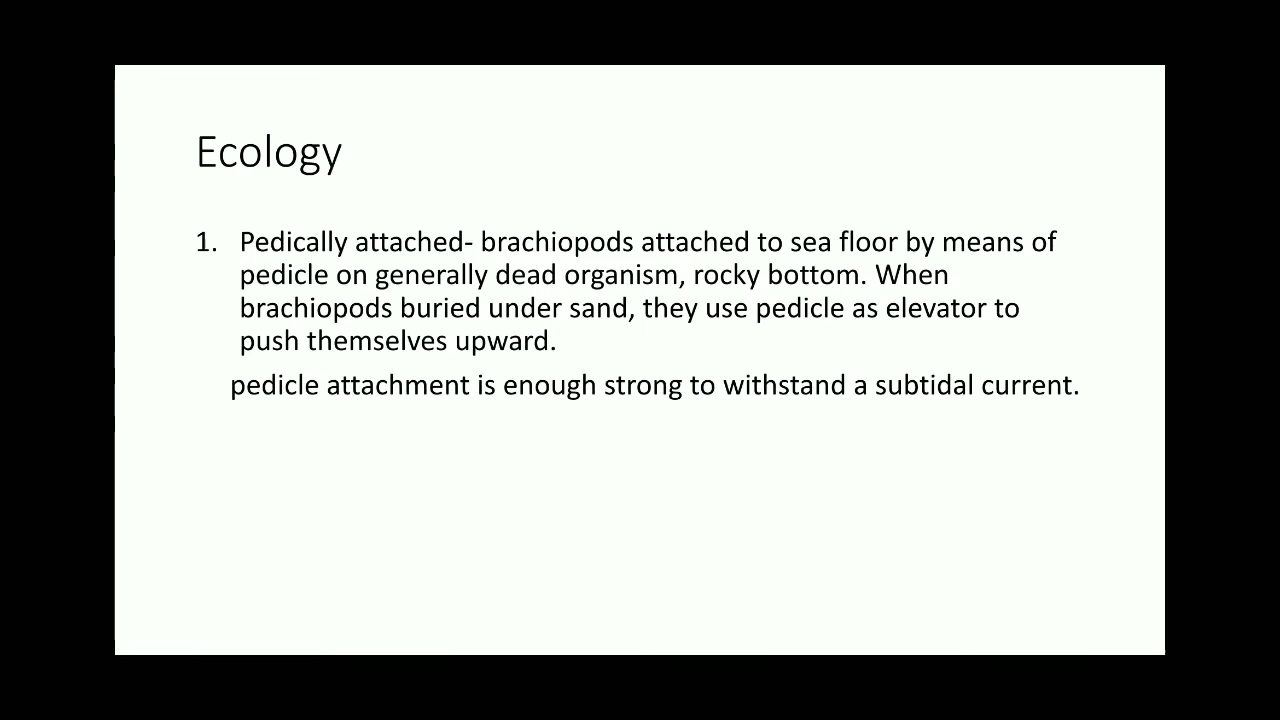 Ecology
1. Pedically attached- brachiopods attached to sea floor by means of
pedicle on generally dead organism, rocky bottom. When
brachiopods buried under sand, they use pedicle as elevator to
push themselves upward.
pedicle attachment is enough strong to withstand a subtidal current.